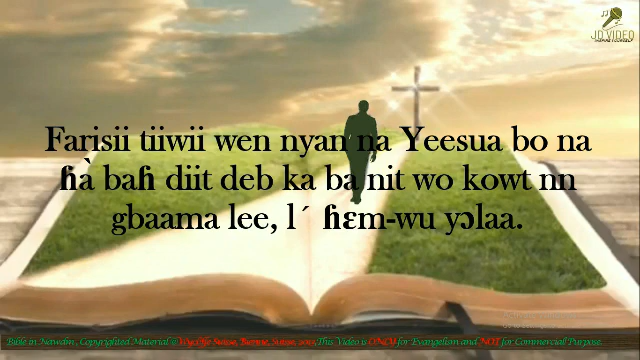 JD VIDEO
Farisii tiiwii wen nyan na Yeesua bo na
ɦà baɦ diit deb ka ba nit wo kowt nn
gbaama lee, l ́ ɦɛm-wu yɔlaa.
Bible in Nawdm, Copyrighted Material @ Wycliffe Suisse, Bienne, Suisse, 2015 This Video is ONLY for Evangelism and NOT for Commercial Purpose.